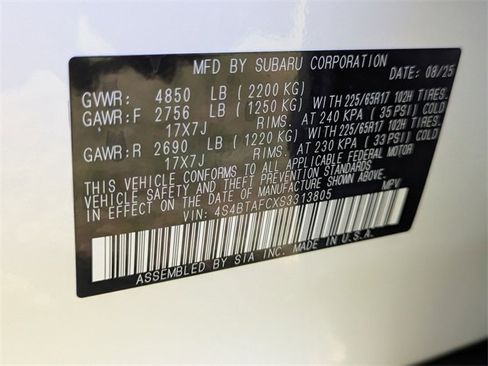 MFD BY SUBARU CORPORATION
DATE: 08/25
GVWR: 4850 LB (2200 KG)
GAWR:F 2756 LB (1250 KG) WITH 225/65R17 102H TIRES.
17X7J RIMS. AT 240 KPA (35 PSI) COLD
GAWR:R 2690 LB (1220 KG) WITH 225/65R17 102H TIRES.
17X7J RIMS. AT 230 KPA (33 PSI) COLD
THIS VEHICLE CONFORMS TO ALL APPLICABLE FEDERAL MOTOR
VEHICLE SAFETY AND THEFT PREVENTION STANDARDS IN
EFFECT ON THE DATE OF MANUFACTURE SHOWN ABOVE.
VIN: 4S4BTAFCXS3313805 MPV
ASSEMBLED BY SIA INC. MADE IN U.S.A.